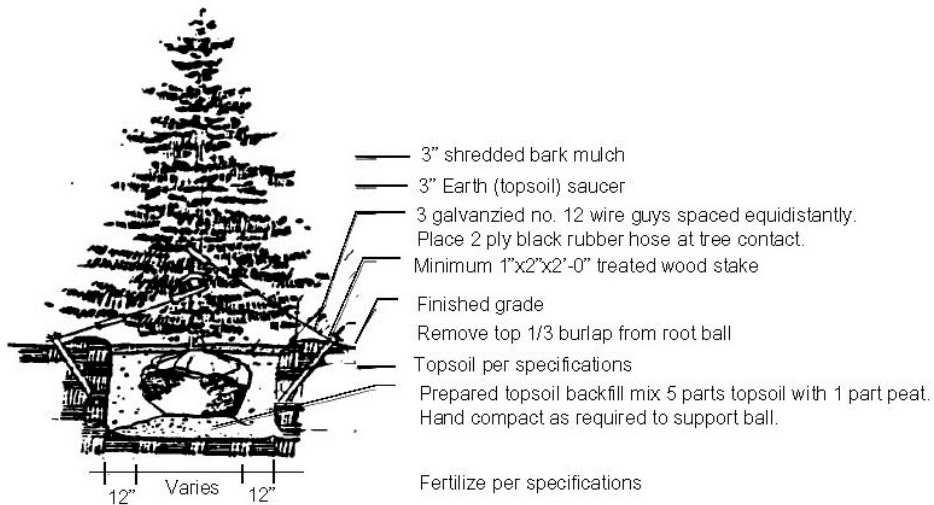 3” shredded bark mulch
3” Earth (topsoil) saucer
3 galvanzied no. 12 wire guys spaced equidistantly.
Place 2 ply black rubber hose at tree contact.
Minimum 1”x2”x2’-0” treated wood stake
Finished grade
Remove top 1/3 burlap from root ball
Topsoil per specifications
Prepared topsoil backfill mix 5 parts topsoil with 1 part peat.
Hand compact as required to support ball.
12” Varies 12”
Fertilize per specifications